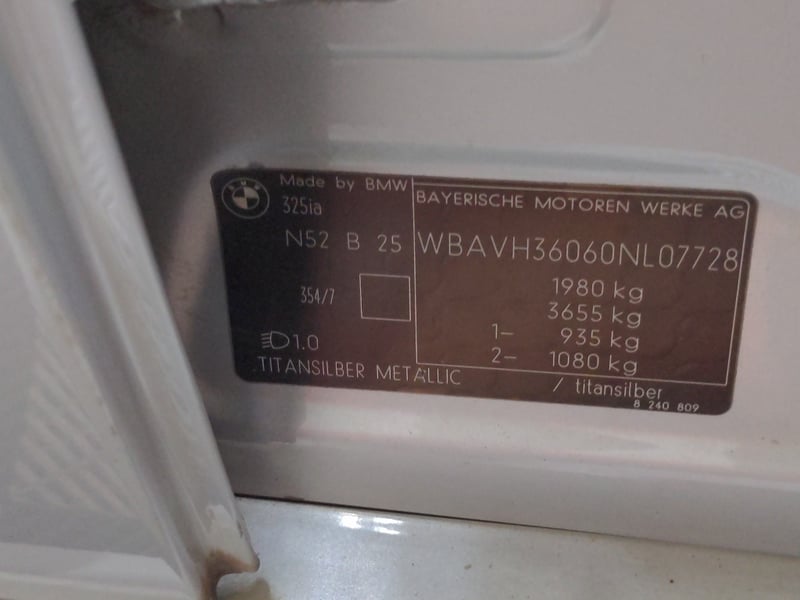 BMW
Made by BMW
325ia
N52 B 25
354/7
1.0
BAYERISCHE MOTOREN WERKE AG
WBAVH36060NL07728
1980 kg
3655 kg
1- 935 kg
2- 1080 kg
TITANSILBER METALLIC / titansilber
8 240 809